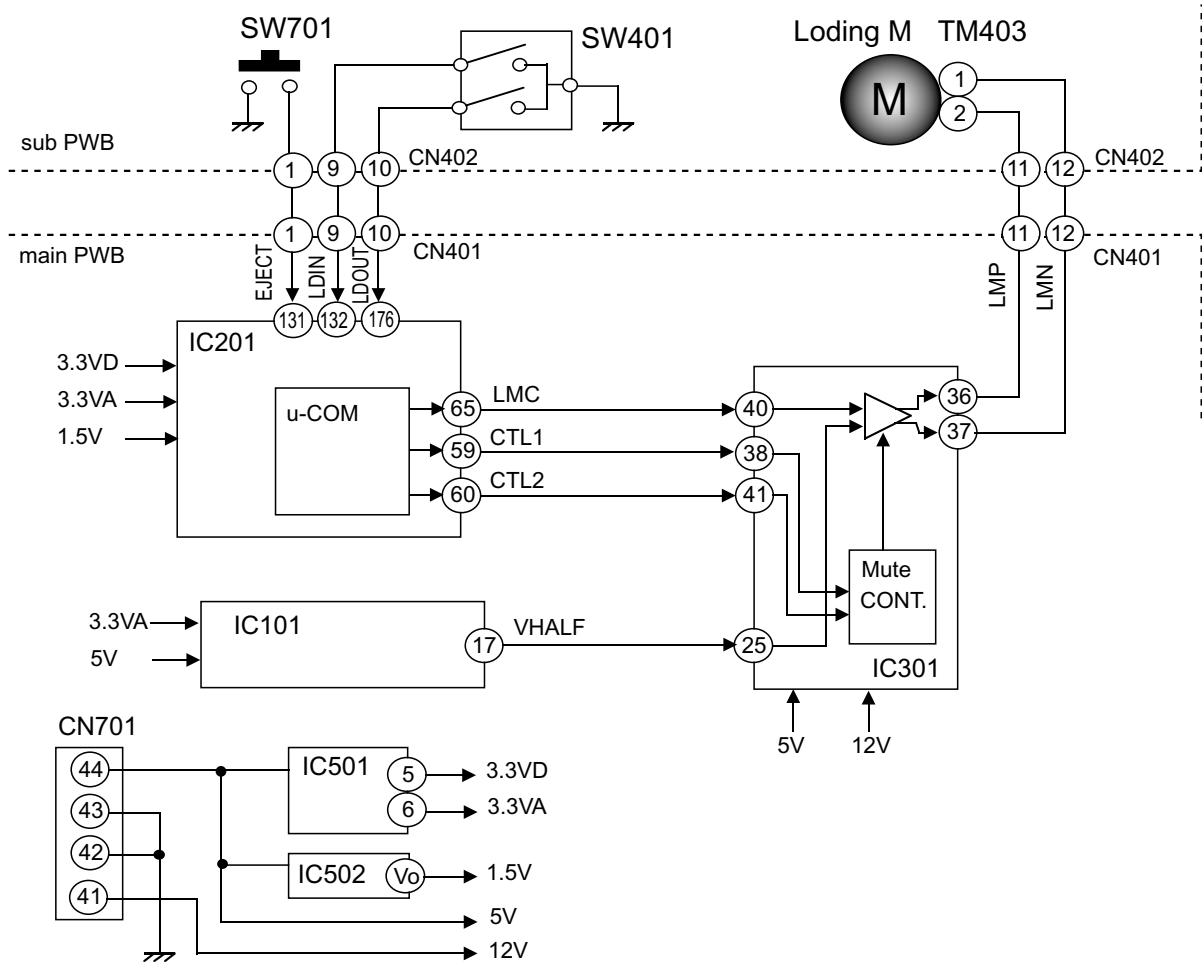 SW701
SW401
Loding M TM403
M
1
2
sub PWB
1
9
10
CN402
11
12
CN402
main PWB
1
9
10
CN401
11
12
CN401
EJECT
LDIN
LDOUT
LMP
LMN
131
132
176
IC201
3.3VD
3.3VA
1.5V
u-COM
65
LMC
59
CTL1
60
CTL2
40
38
41
36
37
Mute
CONT.
25
IC301
5V
12V
3.3VA
5V
IC101
17
VHALF
CN701
44
43
42
41
IC501
5
3.3VD
6
3.3VA
IC502
Vo
1.5V
5V
12V